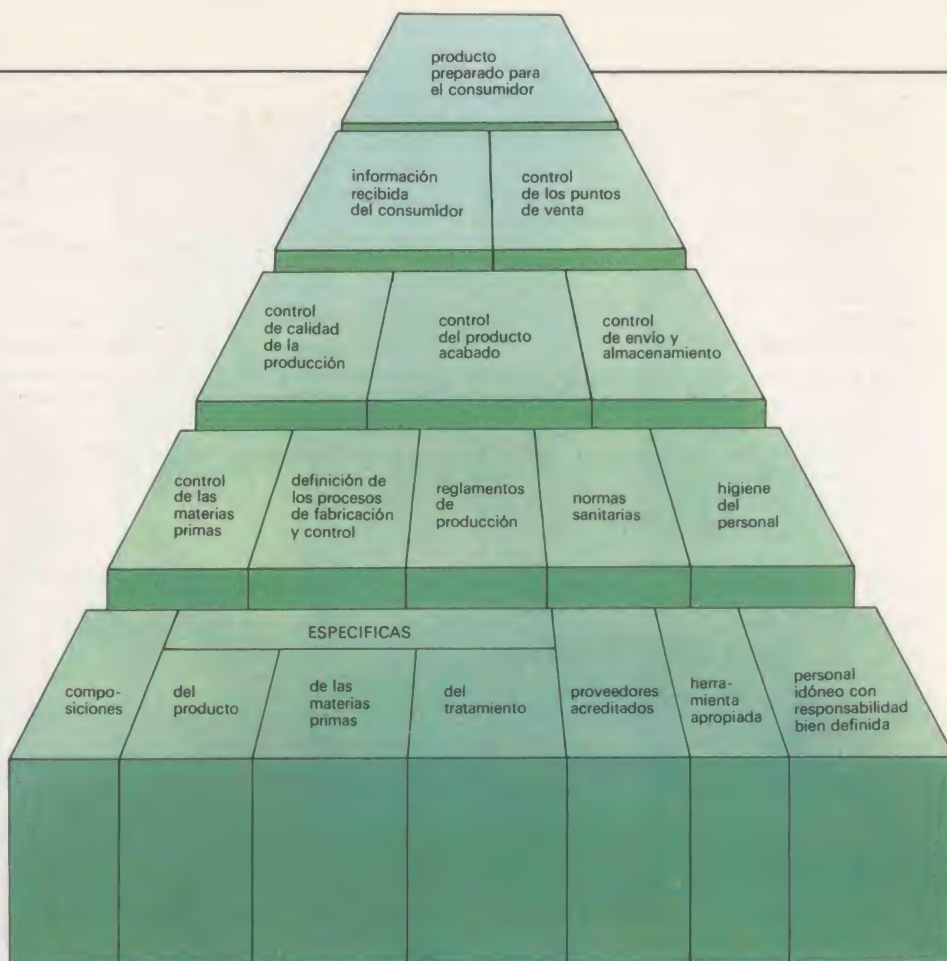 producto
preparado para
el consumidor
información
recibida
del consumidor
control
de los puntos
de venta
control
de calidad
de la
producción
control
del producto
acabado
control
de envío y
almacenamiento
control
de las
materias
primas
definición de
los procesos
de fabricación
y control
reglamentos
de
producción
normas
sanitarias
higiene
del
personal
ESPECIFICAS
compo-
siciones
del
producto
de las
materias
primas
del
tratamiento
proveedores
acreditados
herra-
mienta
apropiada
personal
idóneo con
responsabilidad
bien definida